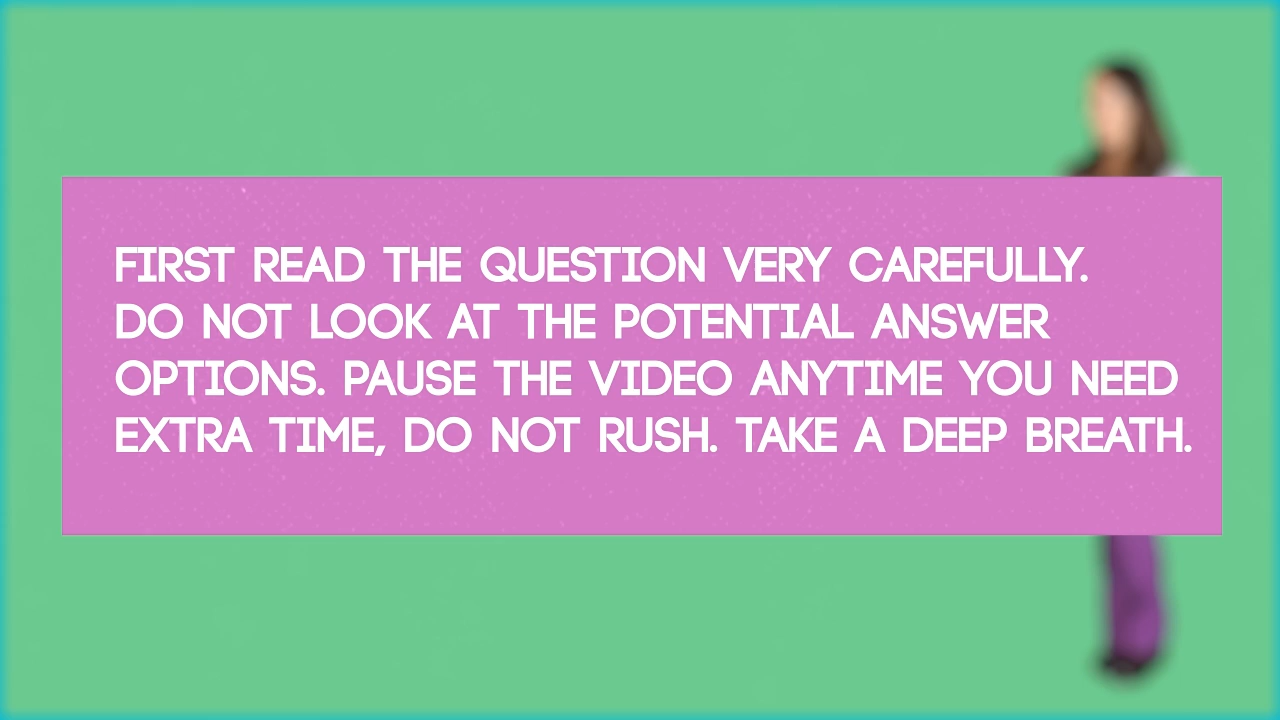 FIRST READ THE QUESTION VERY CAREFULLY.
DO NOT LOOK AT THE POTENTIAL ANSWER
OPTIONS. PAUSE THE VIDEO ANYTIME YOU NEED
EXTRA TIME, DO NOT RUSH. TAKE A DEEP BREATH.